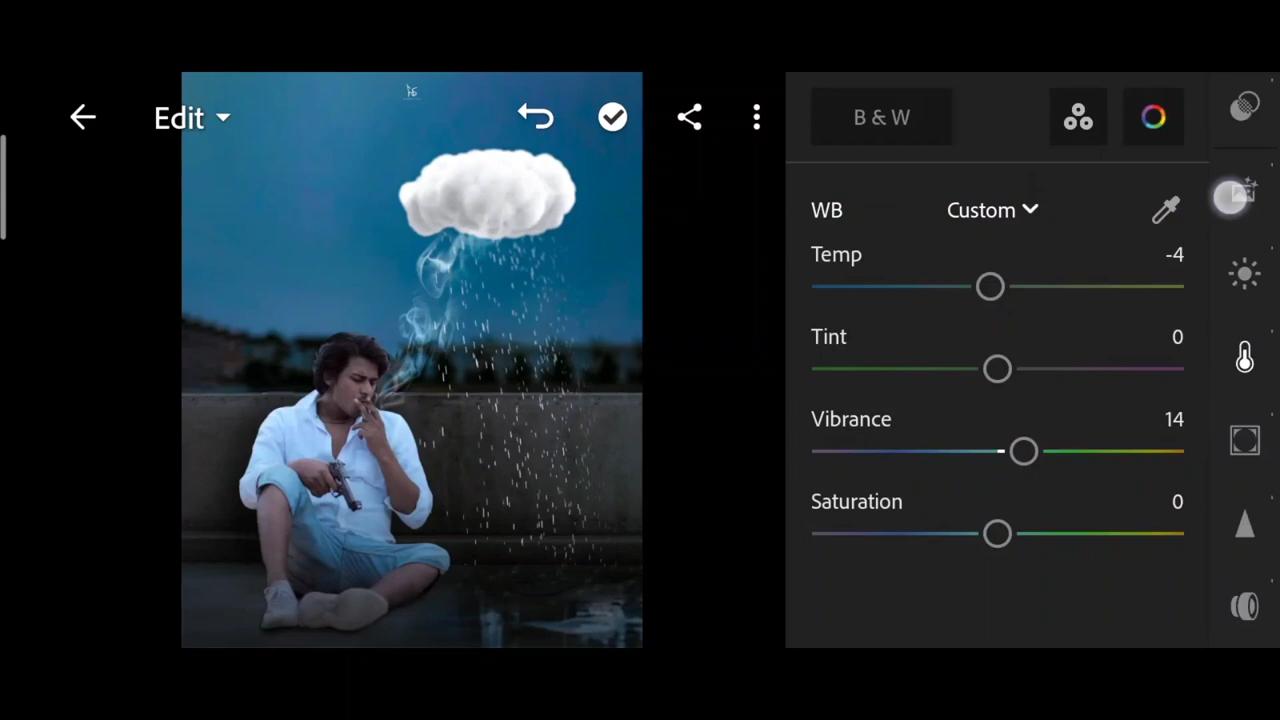 Edit
B & W
WB Custom
Temp -4
Tint 0
Vibrance 14
Saturation 0